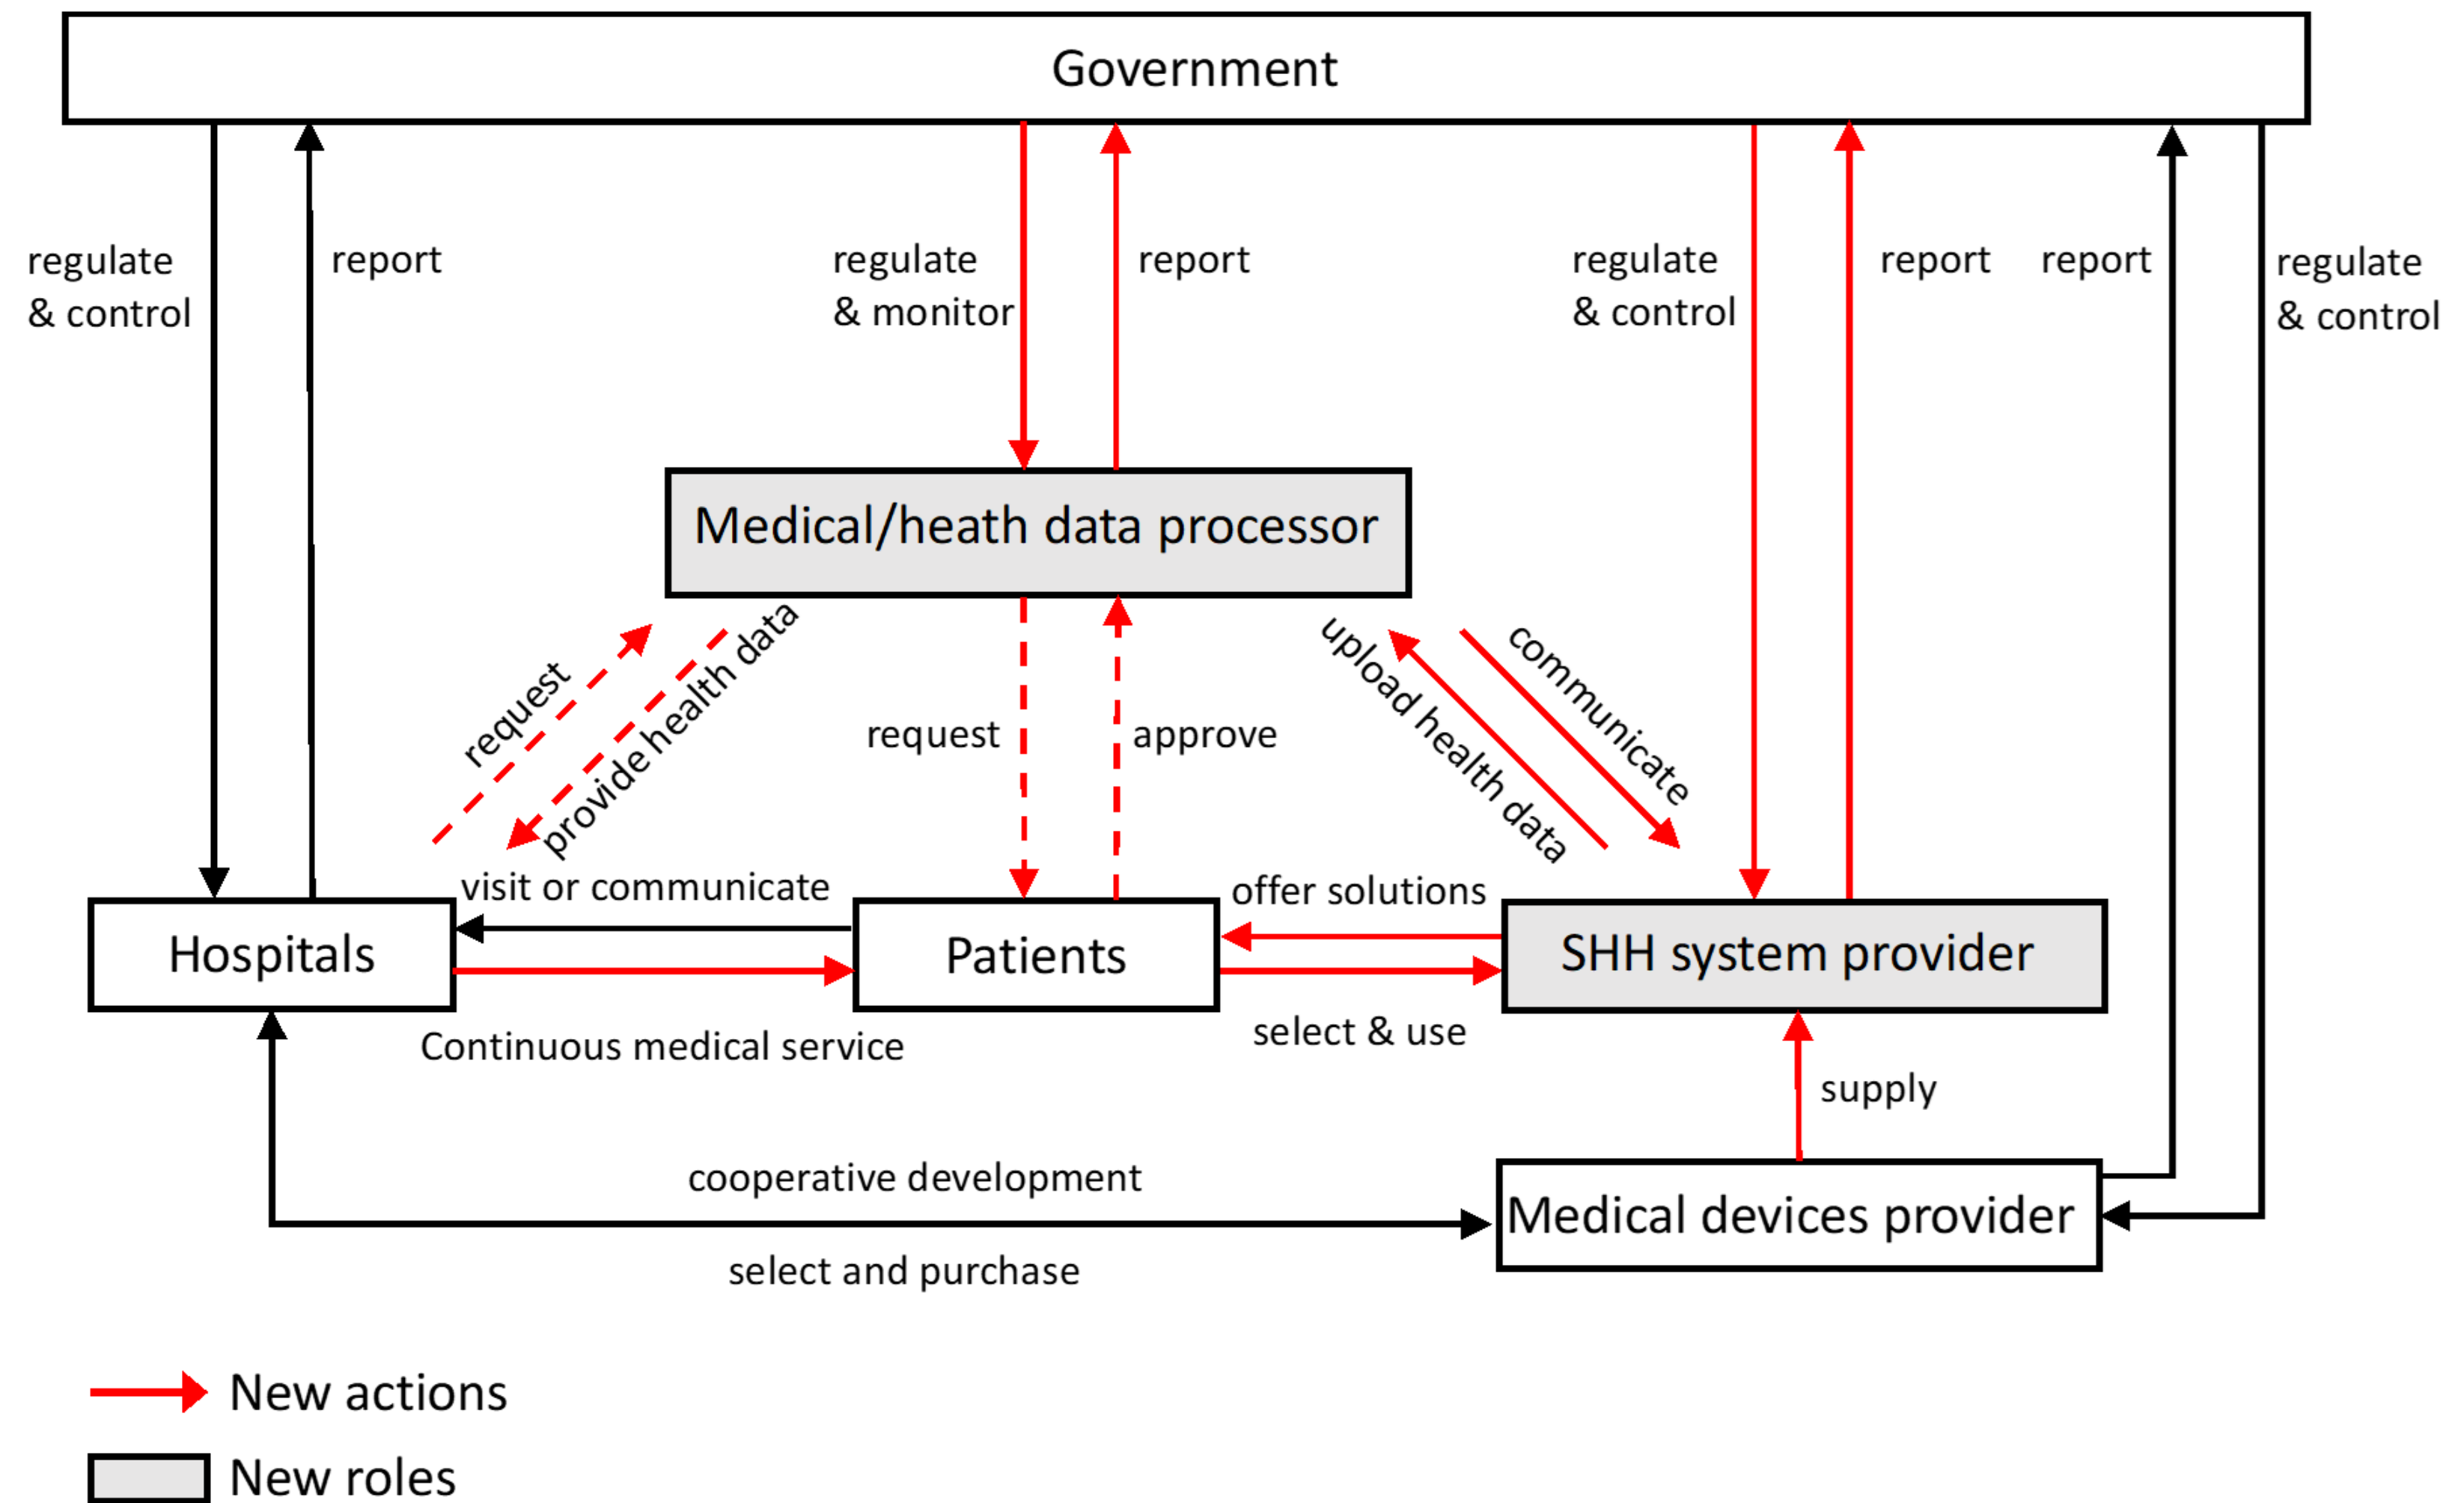 Government
regulate
& control
report
regulate
& monitor
report
regulate
& control
report
report
regulate
& control
Medical/heath data processor
request
provide health data
request
approve
upload health data
communicate
visit or communicate
offer solutions
Hospitals
Patients
SHH system provider
Continuous medical service
select & use
supply
cooperative development
Medical devices provider
select and purchase
New actions
New roles